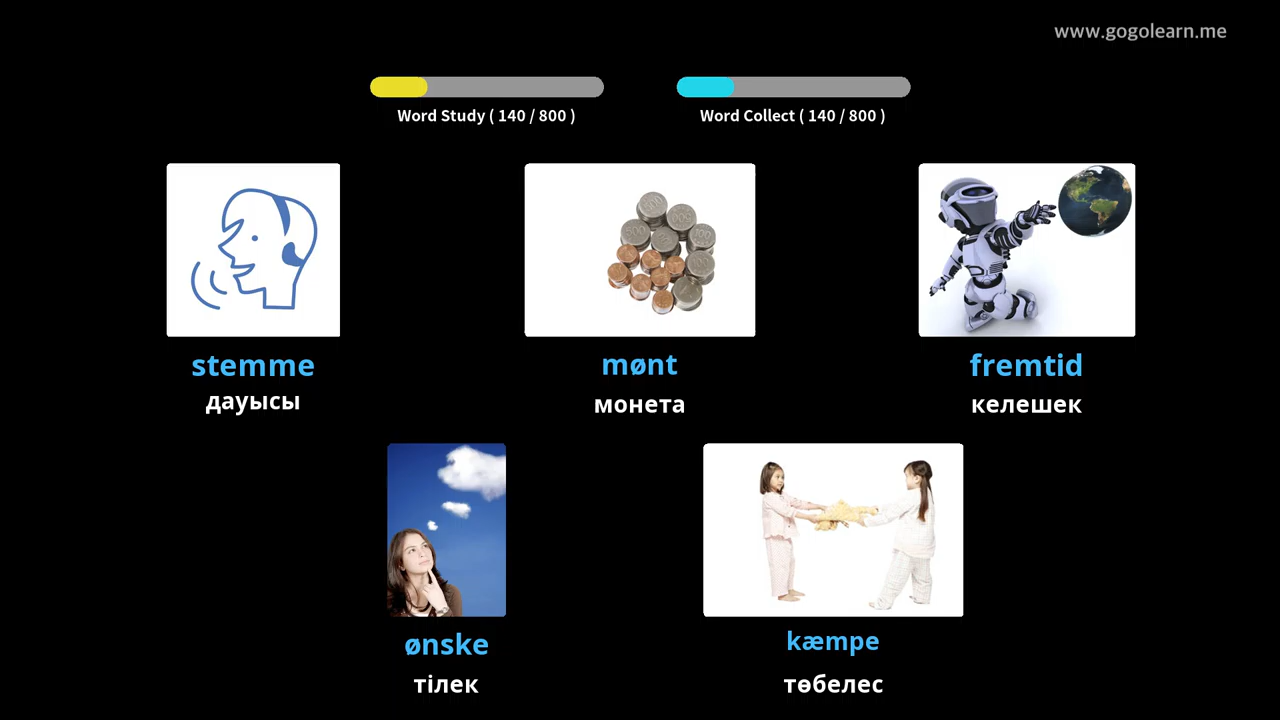 www.gogolearn.me
Word Study ( 140 / 800 )
Word Collect ( 140 / 800 )
stemme
дауысы
mønt
монета
fremtid
келешек
ønske
тілек
kæmpe
төбелес